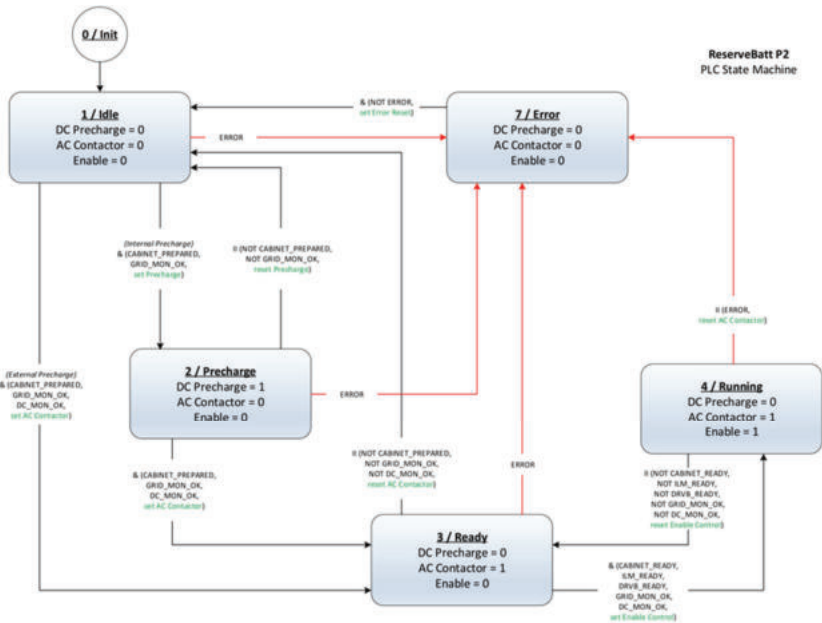 0 / Init
ReserveBatt P2
PLC State Machine
1 / Idle
DC Precharge = 0
AC Contactor = 0
Enable = 0
& (NOT ERROR,
set Error Reset)
ERROR
7 / Error
DC Precharge = 0
AC Contactor = 0
Enable = 0
(Internal Precharge)
& (CABINET_PREPARED,
GRID_MON_OK,
set Precharge)
II (NOT CABINET_PREPARED,
NOT GRID_MON_OK,
reset Precharge)
II (ERROR,
reset AC Contactor)
(External Precharge)
& (CABINET_PREPARED,
GRID_MON_OK,
DC_MON_OK,
set AC Contactor)
2 / Precharge
DC Precharge = 1
AC Contactor = 0
Enable = 0
ERROR
4 / Running
DC Precharge = 0
AC Contactor = 1
Enable = 1
& (CABINET_PREPARED,
GRID_MON_OK,
DC_MON_OK,
set AC Contactor)
II (NOT CABINET_PREPARED,
NOT GRID_MON_OK,
NOT DC_MON_OK,
reset AC Contactor)
ERROR
II (NOT CABINET_READY,
NOT ILM_READY,
NOT DRVB_READY,
NOT GRID_MON_OK,
NOT DC_MON_OK,
reset Enable Control)
3 / Ready
DC Precharge = 0
AC Contactor = 1
Enable = 0
& (CABINET_READY,
ILM_READY,
DRVB_READY,
GRID_MON_OK,
DC_MON_OK,
set Enable Control)